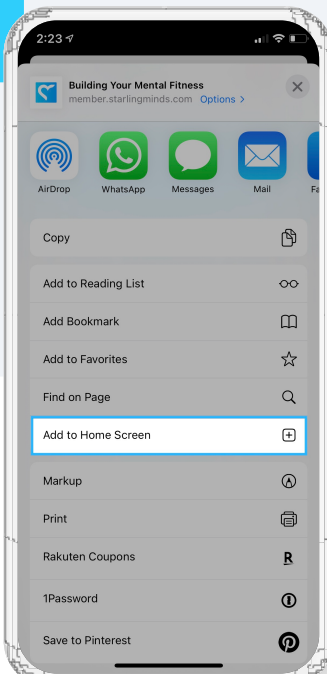 2:23
Building Your Mental Fitness
member.starlingminds.com Options >
AirDrop
WhatsApp
Messages
Mail
Fa
Copy
Add to Reading List
Add Bookmark
Add to Favorites
Find on Page
Add to Home Screen
Markup
Print
Rakuten Coupons
1Password
Save to Pinterest